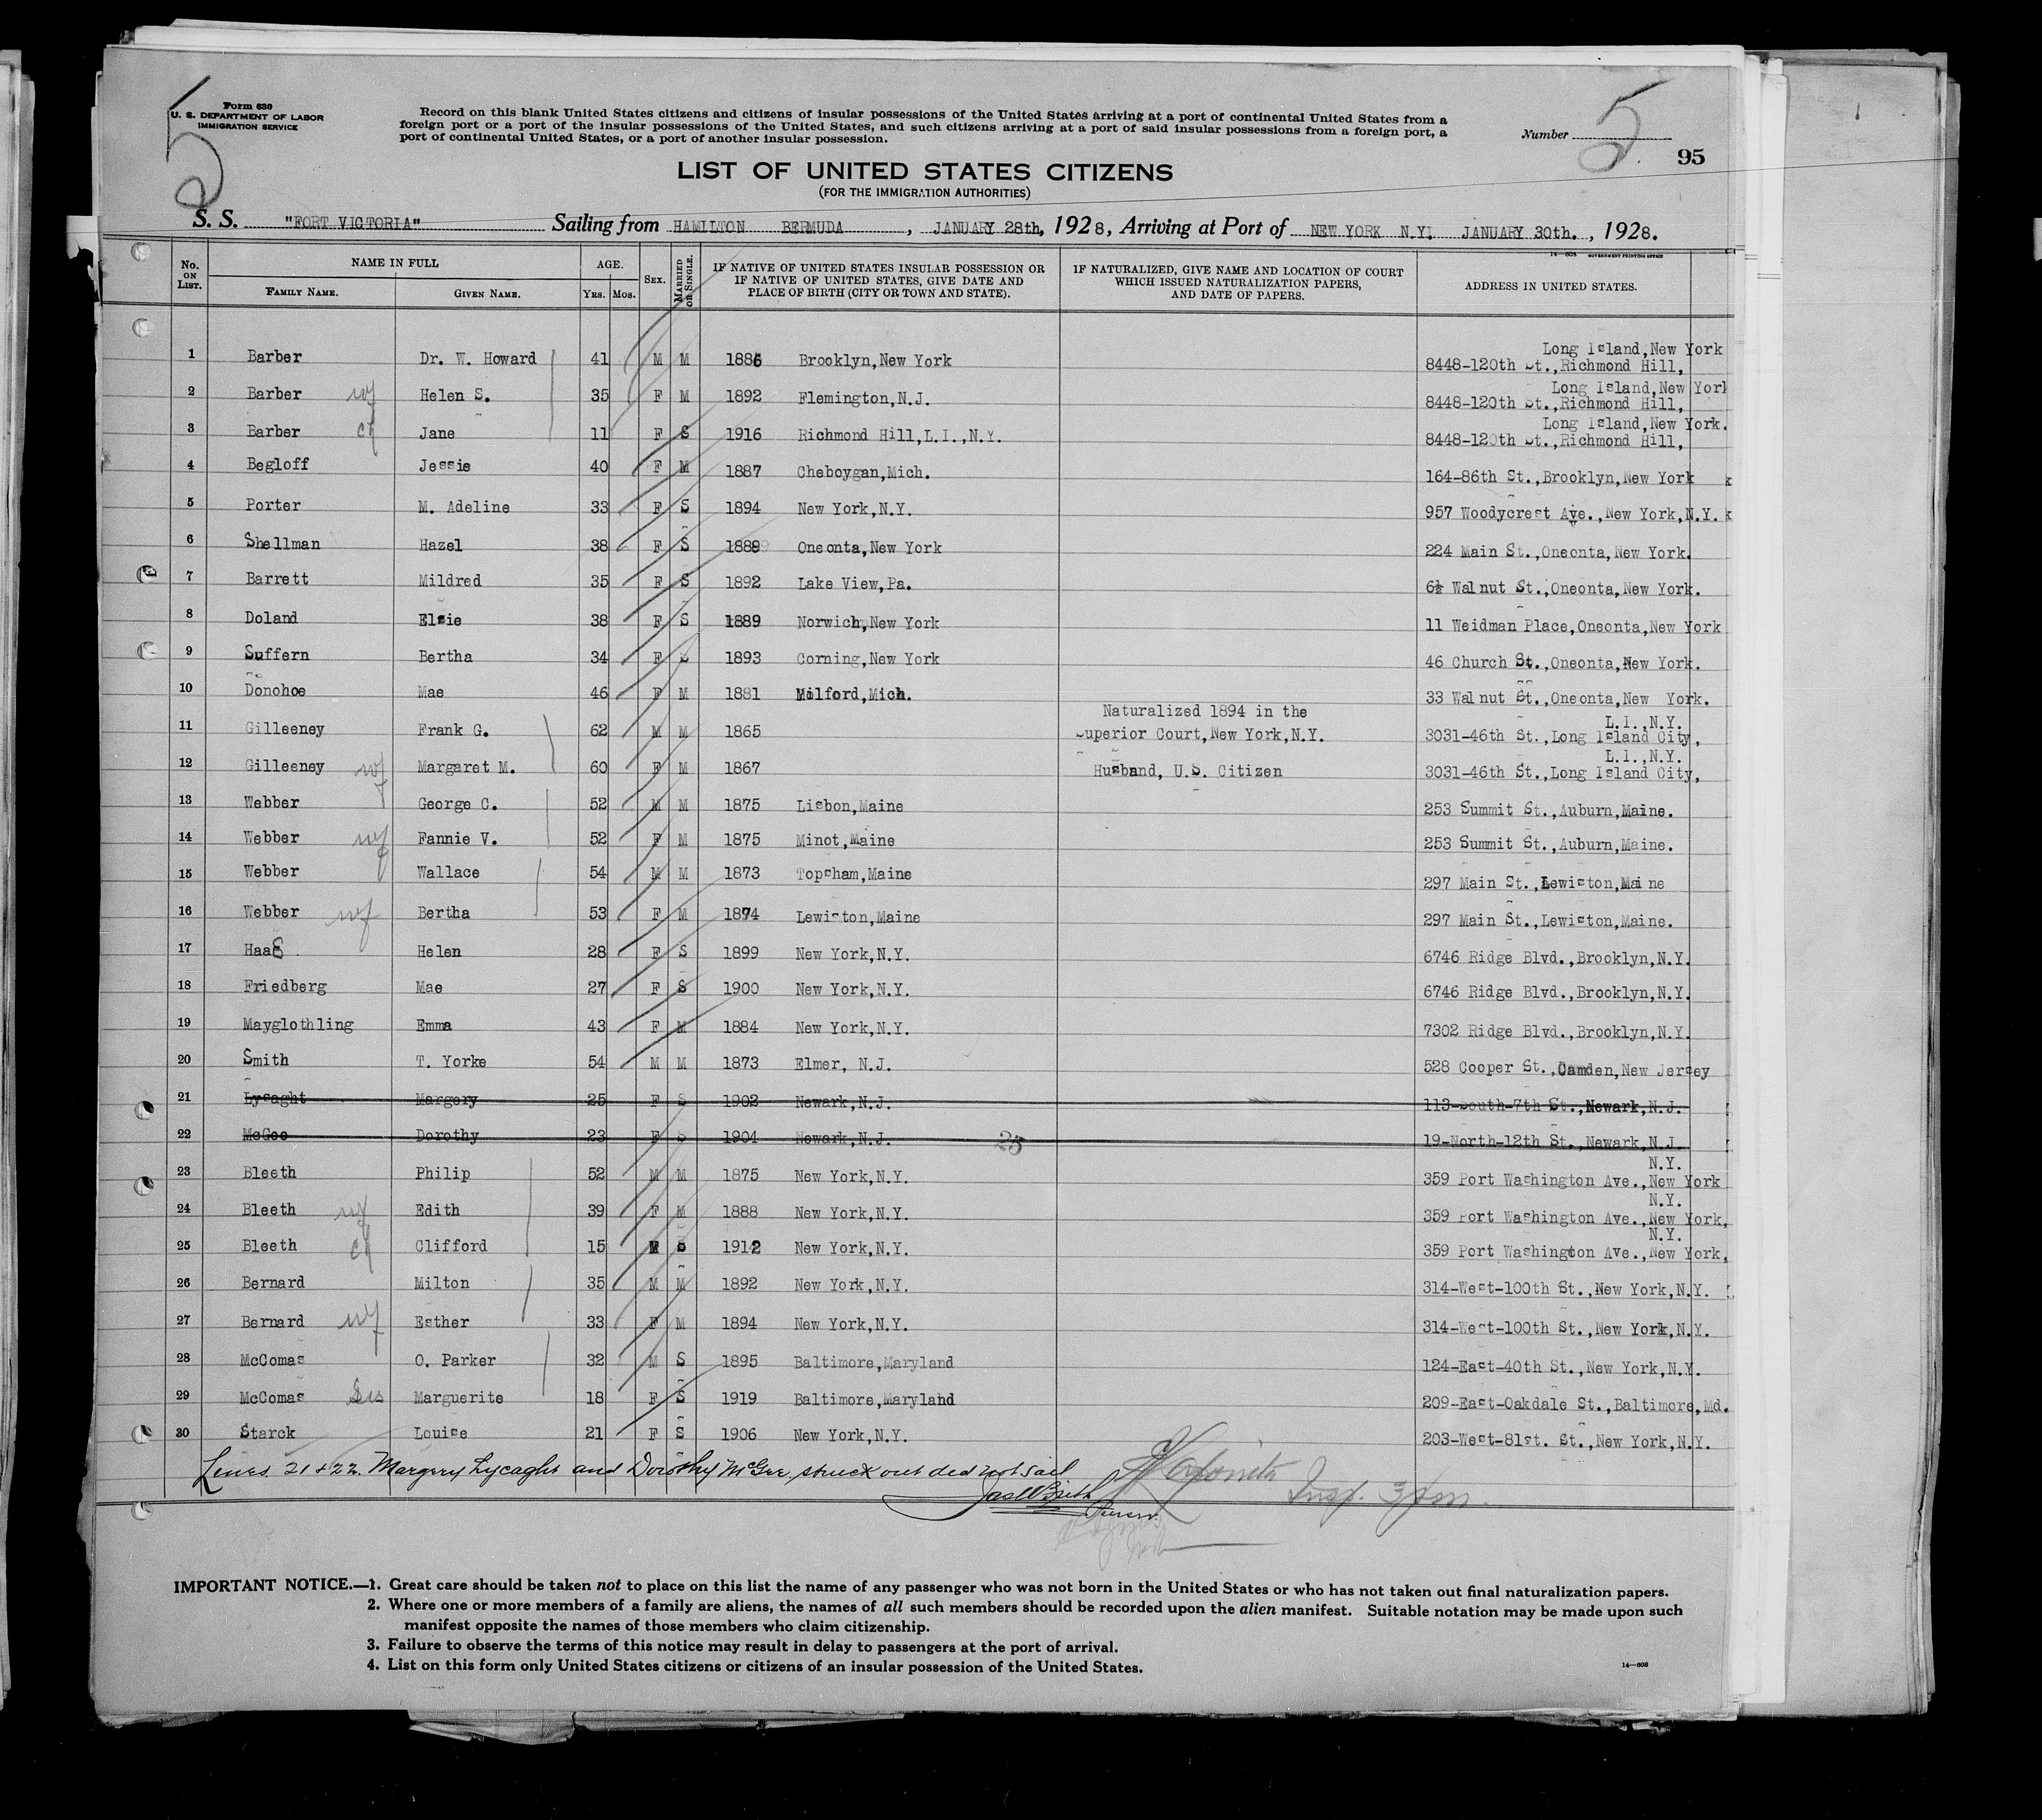 5
Form 630
U. S. DEPARTMENT OF LABOR
IMMIGRATION SERVICE
Record on this blank United States citizens and citizens of insular possessions of the United States arriving at a port of continental United States from a
foreign port or a port of the insular possessions of the United States, and such citizens arriving at a port of said insular possessions from a foreign port, a
port of continental United States, or a port of another insular possession.
Number 5
95
LIST OF UNITED STATES CITIZENS
(FOR THE IMMIGRATION AUTHORITIES)
S. S. "FORT VICTORIA" Sailing from HAMILTON BERMUDA, JANUARY 28th, 1928, Arriving at Port of NEW YORK N.Y. JANUARY 30th., 1928.
14—608 GOVERNMENT PRINTING OFFICE
No. ON LIST. NAME IN FULL FAMILY NAME. GIVEN NAME. AGE. YRS. MOS. SEX. MARRIED OR SINGLE. IF NATIVE OF UNITED STATES INSULAR POSSESSION OR IF NATIVE OF UNITED STATES, GIVE DATE AND PLACE OF BIRTH (CITY OR TOWN AND STATE). IF NATURALIZED, GIVE NAME AND LOCATION OF COURT WHICH ISSUED NATURALIZATION PAPERS, AND DATE OF PAPERS. ADDRESS IN UNITED STATES.
1 Barber Dr. W. Howard 41 M M 1886 Brooklyn,New York 8448-120th St.,Richmond Hill, Long Island,New York
2 Barber wf Helen S. 35 F M 1892 Flemington,N.J. 8448-120th St.,Richmond Hill, Long Island,New York
3 Barber ch Jane 11 F S 1916 Richmond Hill,L.I.,N.Y. 8448-120th St.,Richmond Hill, Long Island,New York.
4 Begloff Jessie 40 F M 1887 Cheboygan,Mich. 164-86th St.,Brooklyn,New York
5 Porter M. Adeline 33 F S 1894 New York,N.Y. 957 Woodycrest Ave.,New York,N.Y.
6 Shellman Hazel 38 F S 1889 Oneonta,New York 224 Main St.,Oneonta,New York.
7 Barrett Mildred 35 F S 1892 Lake View,Pa. 6½ Walnut St.,Oneonta,New York.
8 Doland Elsie 38 F S 1889 Norwich,New York 11 Weidman Place,Oneonta,New York
9 Suffern Bertha 34 F S 1893 Corning,New York 46 Church St.,Oneonta,New York.
10 Donohoe Mae 46 F M 1881 Milford,Mich. 33 Walnut St.,Oneonta,New York.
11 Gilleeney Frank G. 62 M M 1865 Naturalized 1894 in the Superior Court,New York,N.Y. 3031-46th St.,Long Island City, L.I.,N.Y.
12 Gilleeney wf Margaret M. 60 F M 1867 Husbnd, U.S. Citizen 3031-46th St.,Long Island City, L.I.,N.Y.
13 Webber George C. 52 M M 1875 Lisbon,Maine 253 Summit St.,Auburn,Maine.
14 Webber wf Fannie V. 52 F M 1875 Minot,Maine 253 Summit St.,Auburn,Maine.
15 Webber Wallace 54 M M 1873 Topsham,Maine 297 Main St.,Lewiston,Maine
16 Webber wf Bertha 53 F M 1874 Lewiston,Maine 297 Main St.,Lewiston,Maine.
17 Haas Helen 28 F S 1899 New York,N.Y. 6746 Ridge Blvd.,Brooklyn,N.Y.
18 Friedberg Mae 27 F S 1900 New York,N.Y. 6746 Ridge Blvd.,Brooklyn,N.Y.
19 Mayglothling Emma 43 F M 1884 New York,N.Y. 7302 Ridge Blvd.,Brooklyn,N.Y.
20 Smith T. Yorke 54 M M 1873 Elmer, N.J. 528 Cooper St.,Camden,New Jersey
21 Lysaght Margery 25 F S 1902 Newark,N.J. 113-South-7th St.,Newark,N.J.
22 McGee Dorothy 23 F S 1904 Newark,N.J. 19-North-12th St.,Newark,N.J.
23 Bleeth Philip 52 M M 1875 New York,N.Y. 359 Port Washington Ave.,New York N.Y.
24 Bleeth wf Edith 39 F M 1888 New York,N.Y. 359 Port Washington Ave.,New York, N.Y.
25 Bleeth ch Clifford 15 M S 1912 New York,N.Y. 359 Port Washington Ave.,New York, N.Y.
26 Bernard Milton 35 M M 1892 New York,N.Y. 314-West-100th St.,New York,N.Y.
27 Bernard wf Esther 33 F M 1894 New York,N.Y. 314-West-100th St.,New York,N.Y.
28 McComas O. Parker 32 M S 1895 Baltimore,Maryland 124-East-40th St.,New York,N.Y.
29 McComas Sis Marguerite 18 F S 1919 Baltimore,Maryland 209-East-Oakdale St.,Baltimore,Md.
30 Starck Louise 21 F S 1906 New York,N.Y. 203-West-81st. St.,New York,N.Y.
Lines 21 + 22. Margery Lycaght and Dorothy McGee, struck out did not sail
Purser.
Insp.
IMPORTANT NOTICE.—1. Great care should be taken not to place on this list the name of any passenger who was not born in the United States or who has not taken out final naturalization papers.
2. Where one or more members of a family are aliens, the names of all such members should be recorded upon the alien manifest. Suitable notation may be made upon such
manifest opposite the names of those members who claim citizenship.
3. Failure to observe the terms of this notice may result in delay to passengers at the port of arrival.
4. List on this form only United States citizens or citizens of an insular possession of the United States.
14—608